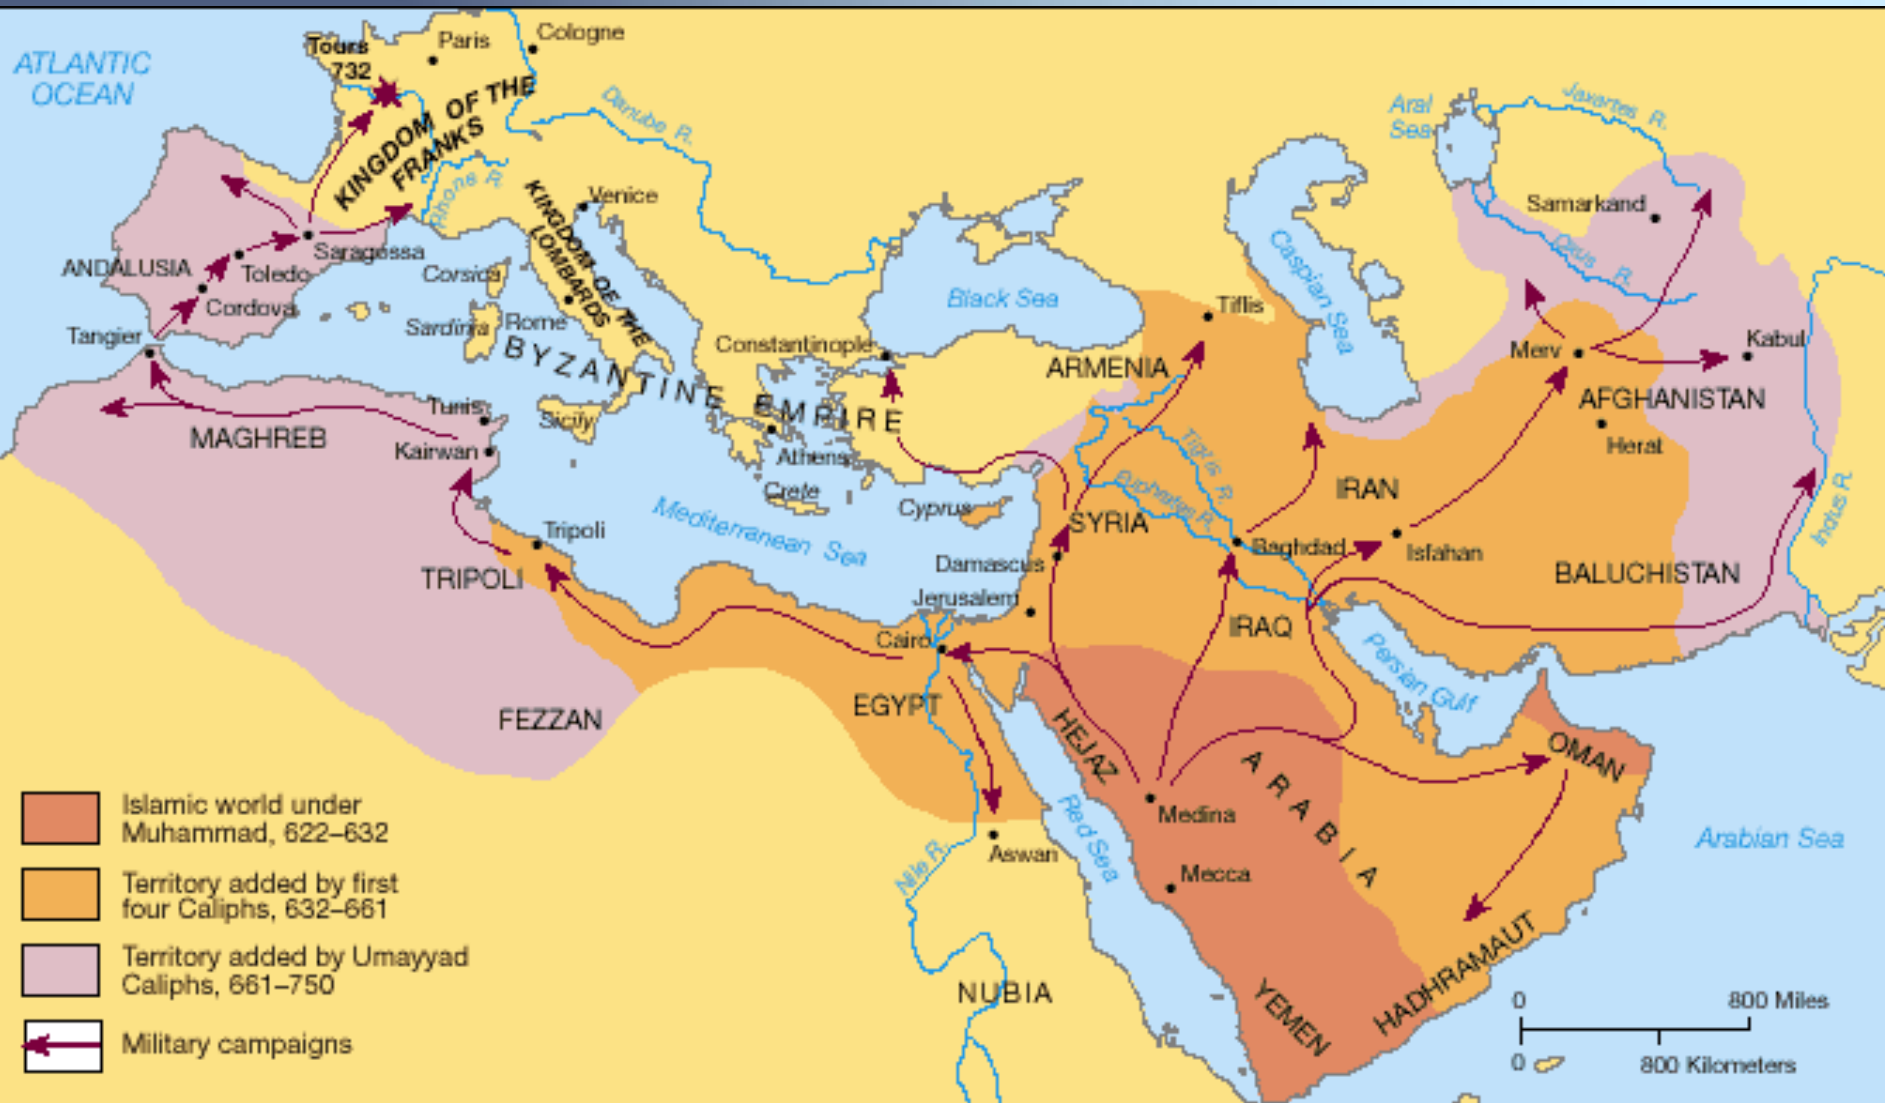 ATLANTIC
OCEAN
Tours
732
Paris
Cologne
KINGDOM OF THE
FRANKS
Danube R.
Rhone R.
Venice
KINGDOM OF THE
LOMBARDS
Saragossa
ANDALUSIA
Toledo
Cordova
Tangier
Corsica
Sardinia
Rome
BYZANTINE EMPIRE
Constantinople
Black Sea
Caspian Sea
Aral
Sea
Jaxartes R.
Samarkand
Oxus R.
Tiflis
ARMENIA
Merv
Kabul
AFGHANISTAN
Herat
Tunis
MAGHREB
Kairwan
Sicily
Athens
Crete
Cyprus
Mediterranean Sea
Tigris R.
Euphrates R.
IRAN
SYRIA
Baghdad
Isfahan
Indus R.
Tripoli
TRIPOLI
Damascus
Jerusalem
BALUCHISTAN
IRAQ
Cairo
Persian Gulf
EGYPT
FEZZAN
HEJAZ
ARABIA
OMAN
Medina
Red Sea
Arabian Sea
Aswan
Mecca
Nile R.
HADHRAMAUT
NUBIA
YEMEN
Islamic world under
Muhammad, 622–632
Territory added by first
four Caliphs, 632–661
Territory added by Umayyad
Caliphs, 661–750
Military campaigns
0 800 Miles
0 800 Kilometers